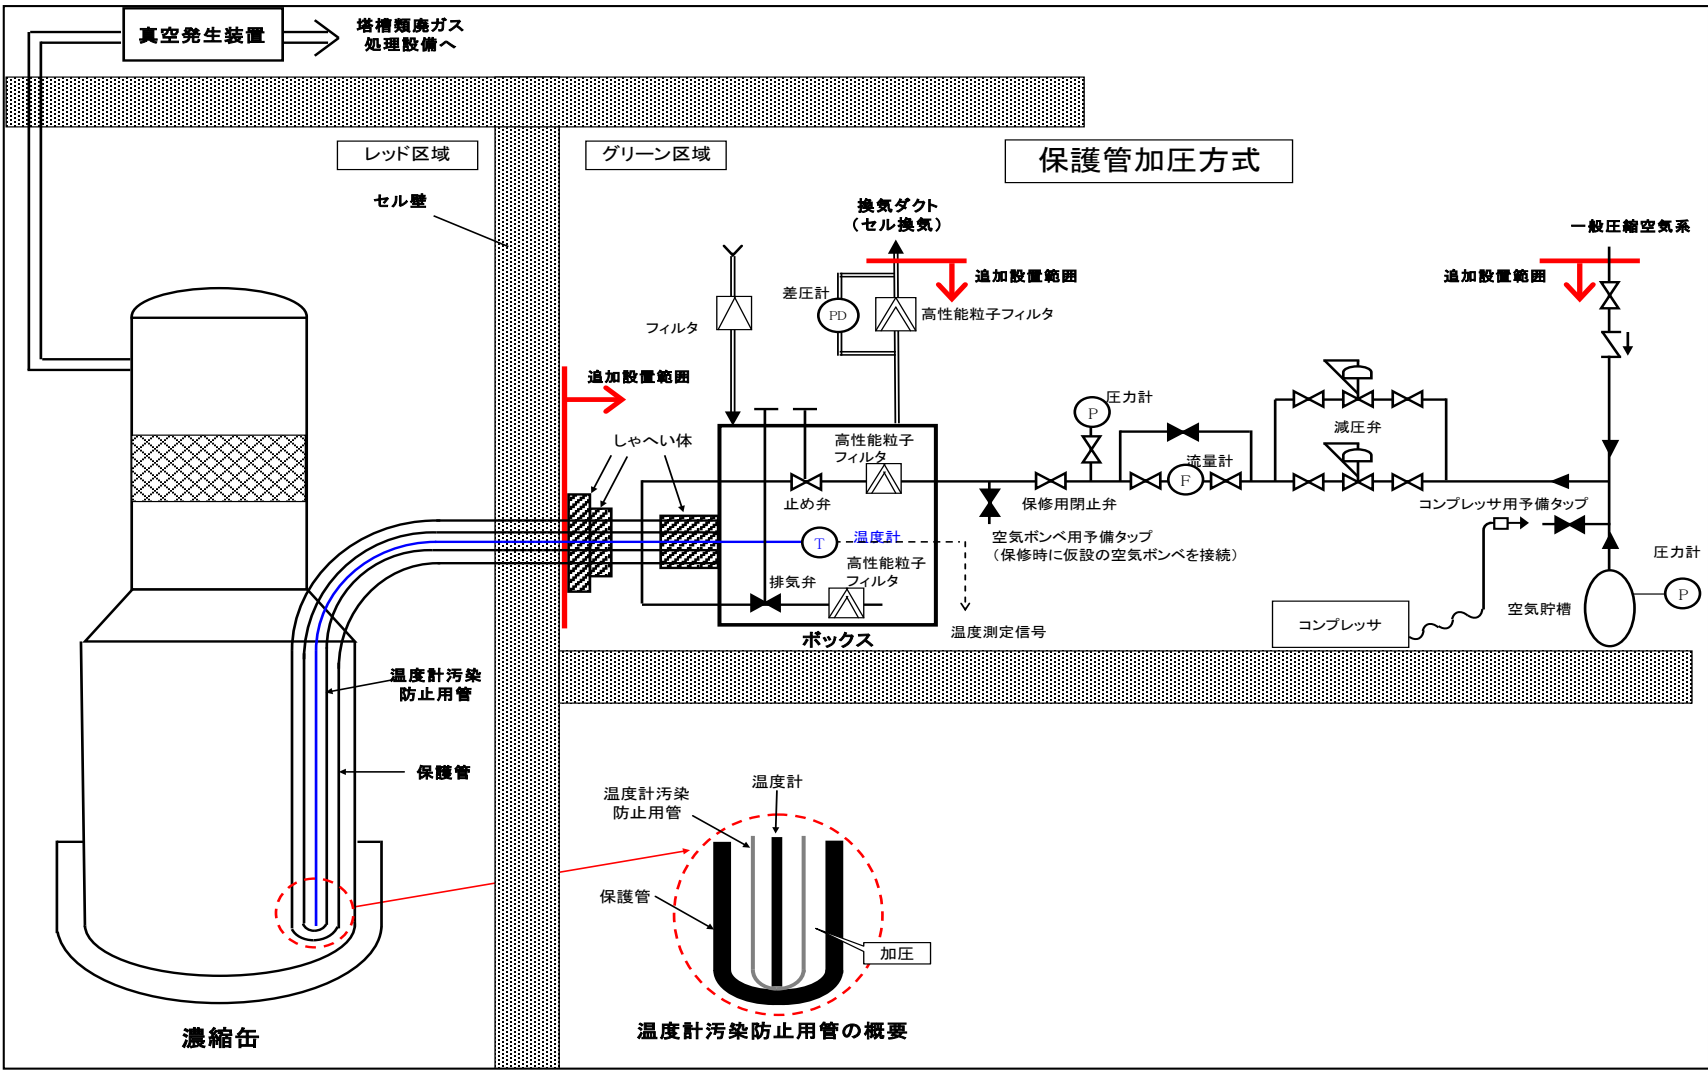 真空発生装置
塔槽類廃ガス
処理設備へ
レッド区域
グリーン区域
保護管加圧方式
セル壁
換気ダクト
(セル換気)
一般圧縮空気系
追加設置範囲
追加設置範囲
差圧計
PD
高性能粒子フィルタ
フィルタ
追加設置範囲
圧力計
P
減圧弁
しゃへい体
高性能粒子
フィルタ
流量計
F
止め弁
保修用閉止弁
コンプレッサ用予備タップ
空気ボンベ用予備タップ
(保修時に仮設の空気ボンベを接続)
T
温度計
高性能粒子
フィルタ
排気弁
圧力計
P
空気貯槽
コンプレッサ
温度測定信号
ボックス
温度計汚染
防止用管
保護管
温度計
温度計汚染
防止用管
保護管
加圧
温度計汚染防止用管の概要
濃縮缶